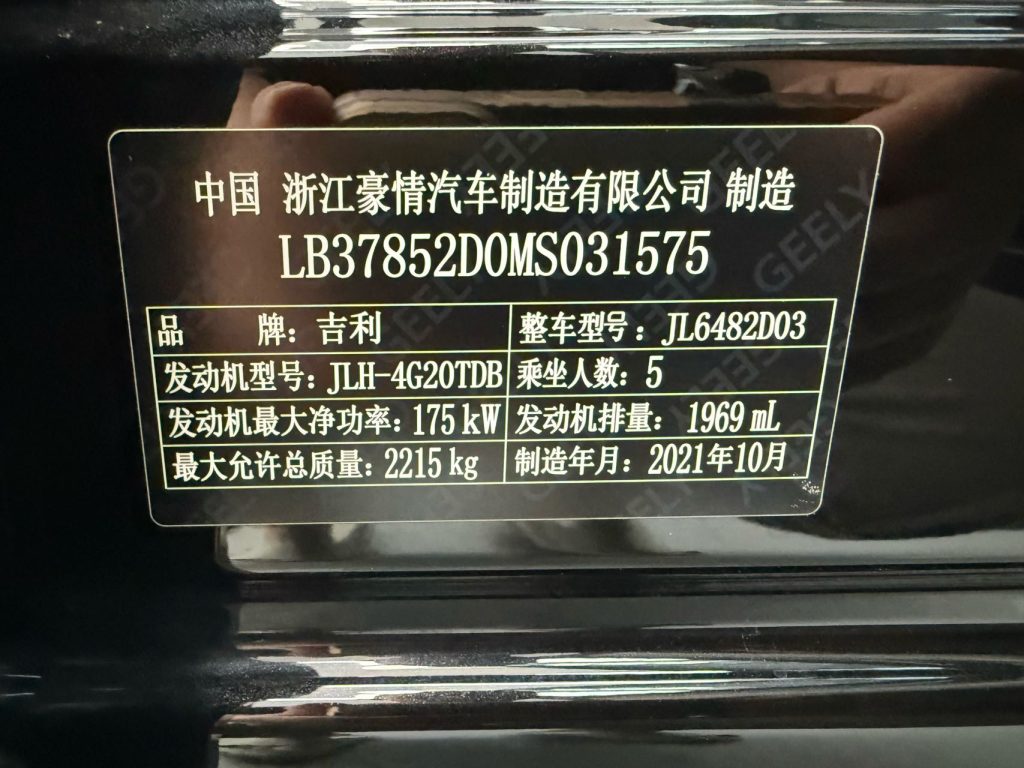 中国 浙江豪情汽车制造有限公司 制造
LB37852D0MS031575
品 牌：吉利 整车型号：JL6482D03
发动机型号：JLH-4G20TDB 乘坐人数：5
发动机最大净功率：175 kW 发动机排量：1969 mL
最大允许总质量：2215 kg 制造年月：2021年10月
GEELY